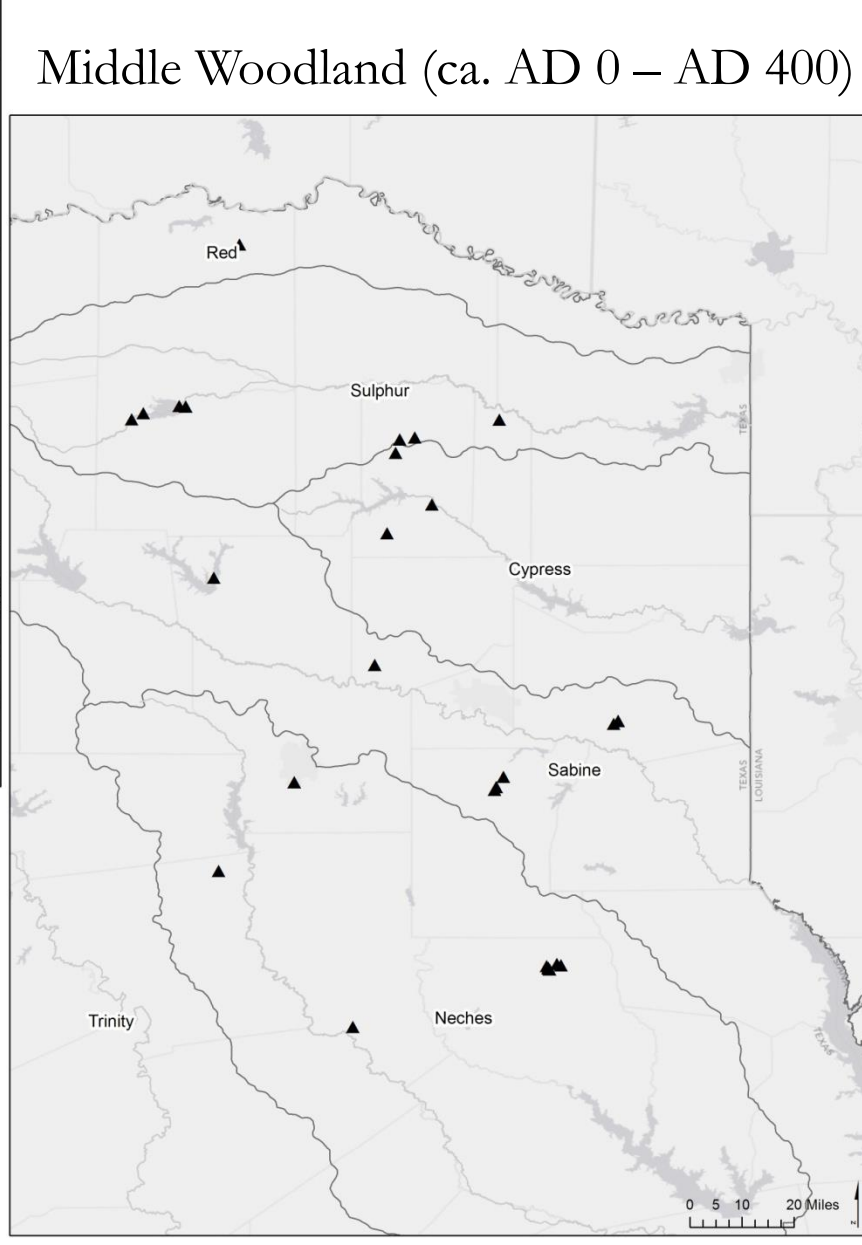 Middle Woodland (ca. AD 0 – AD 400)
Red
Sulphur
TEXAS
Cypress
Sabine
TEXAS
LOUISIANA
Trinity
Neches
TEXAS
0 5 10 20 Miles